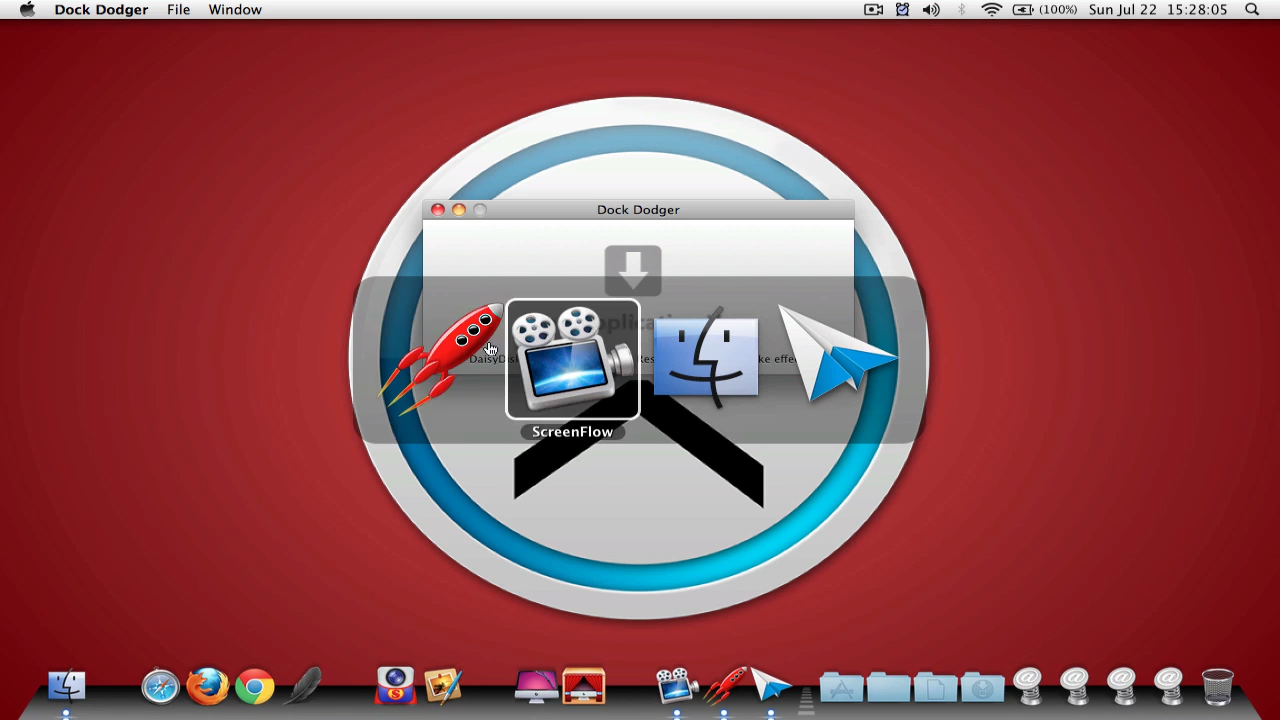 Dock Dodger File Window (100%) Sun Jul 22 15:28:05
Dock Dodger
ScreenFlow